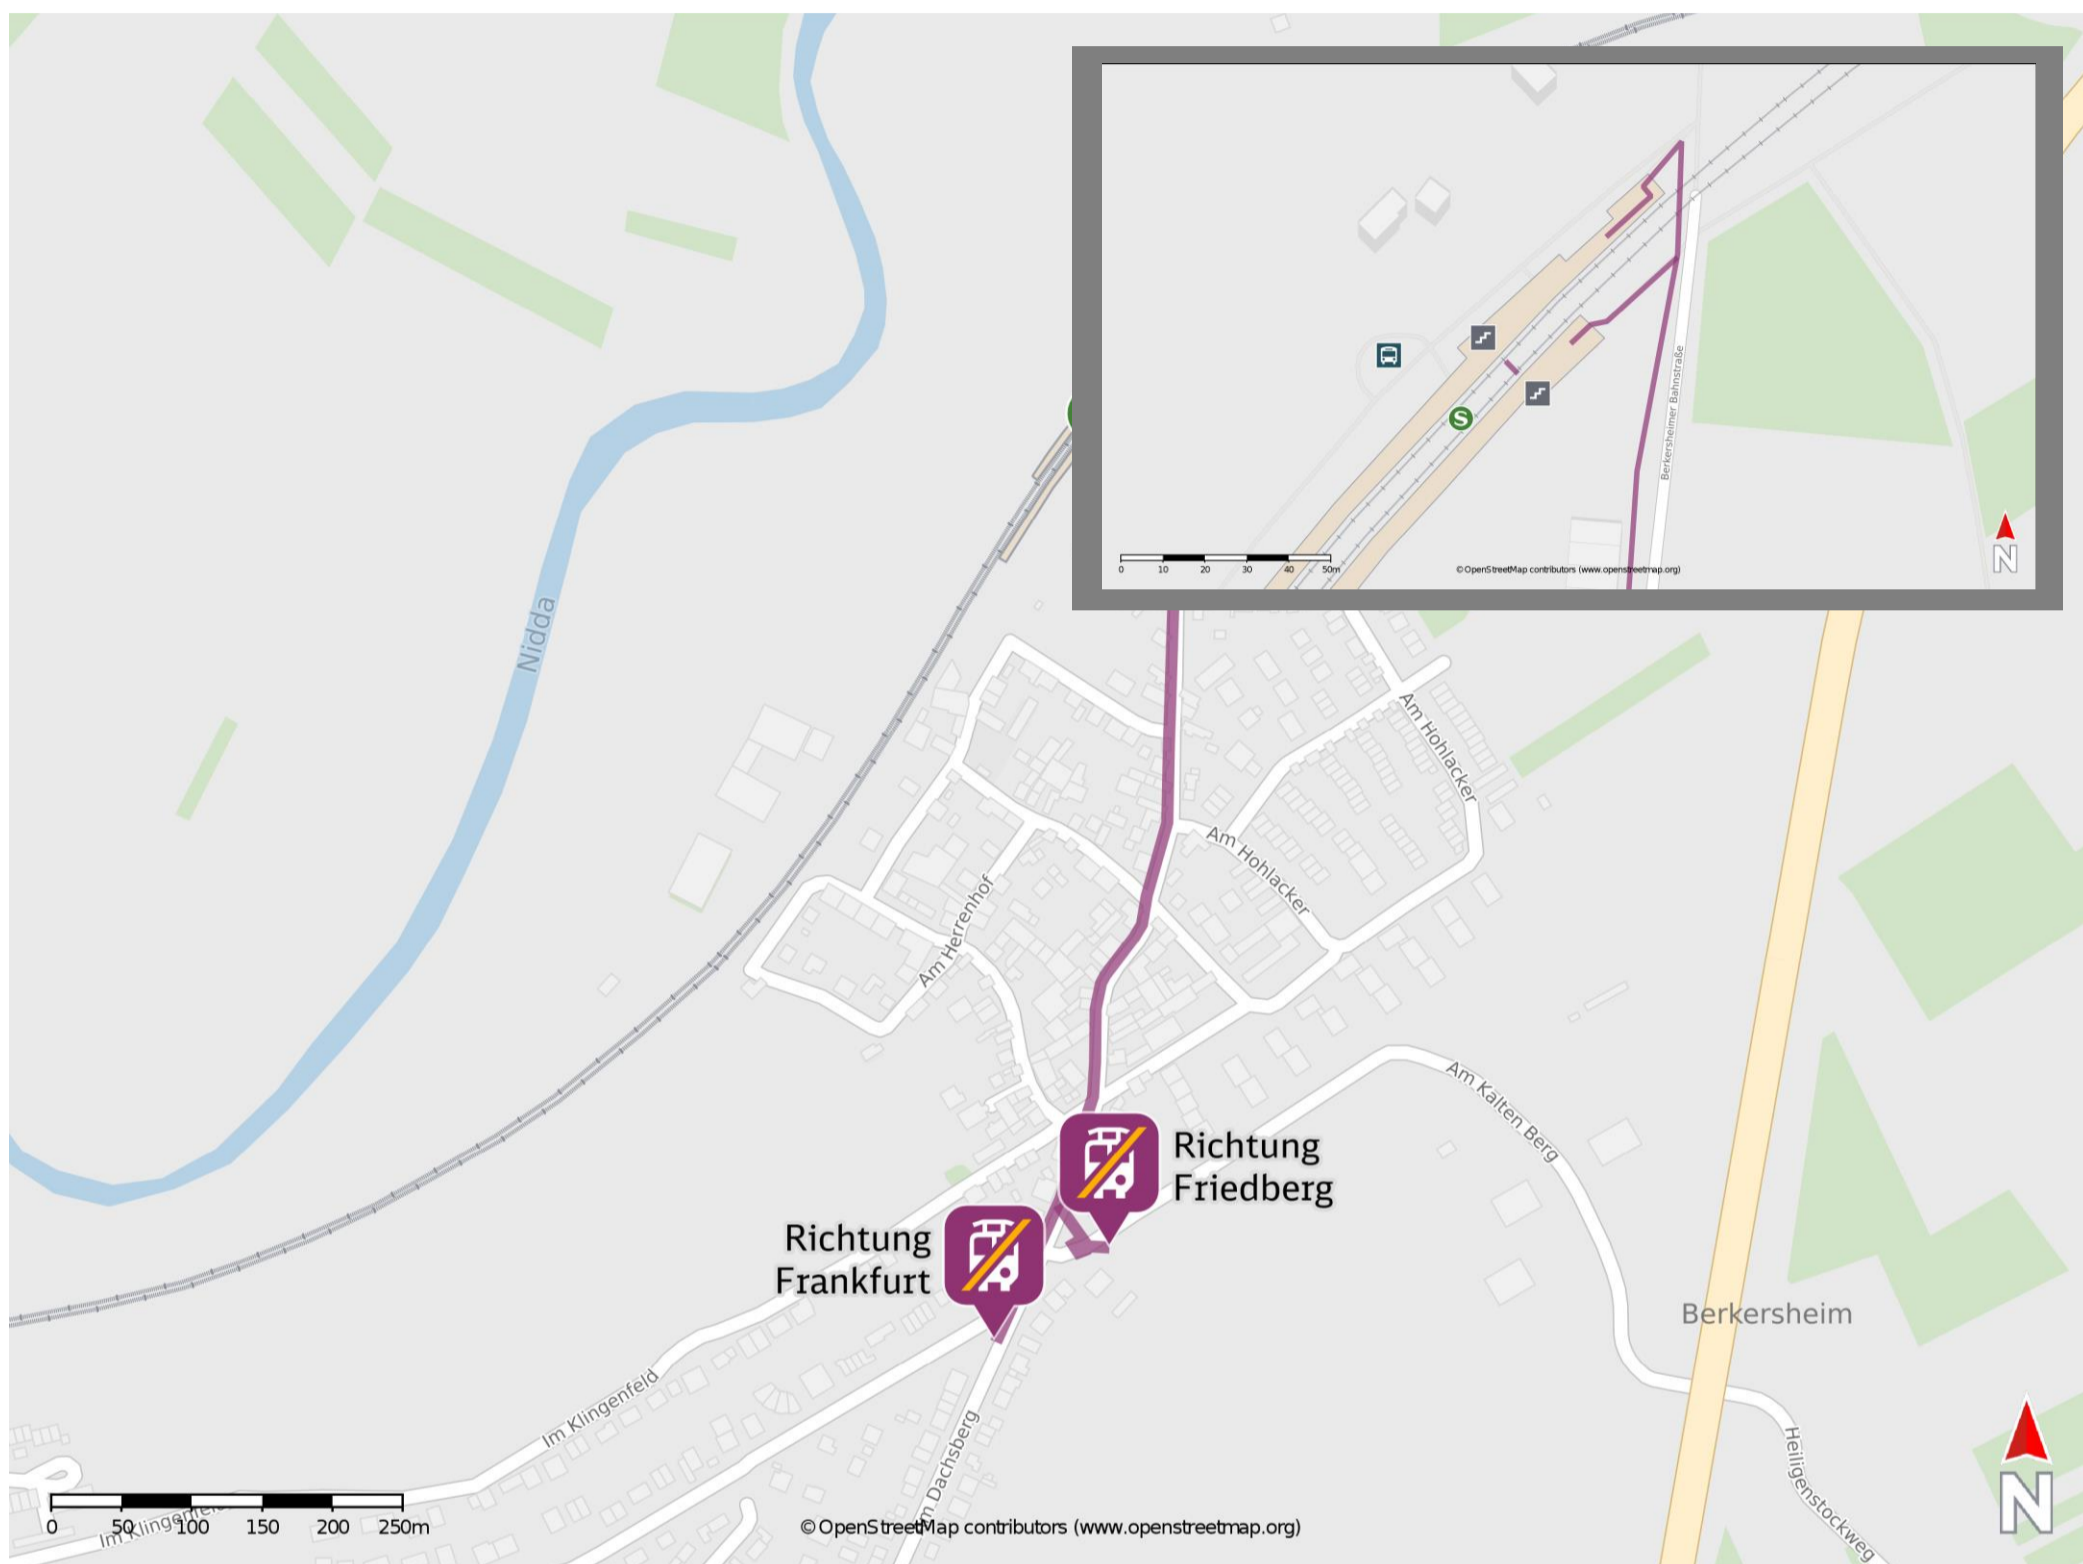 Berkersheimer Bahnstraße
S
0 10 20 30 40 50m
©OpenStreetMap contributors (www.openstreetmap.org)
N
Nidda
Am Hohlacker
Am Hohlacker
Am Herrenhof
Am Kalten Berg
Richtung
Friedberg
Richtung
Frankfurt
Berkersheim
Im Klingenfeld
m Dachsberg
Heiligenstockweg
Im Klingenfeld
0 50 100 150 200 250m
©OpenStreetMap contributors (www.openstreetmap.org)
N